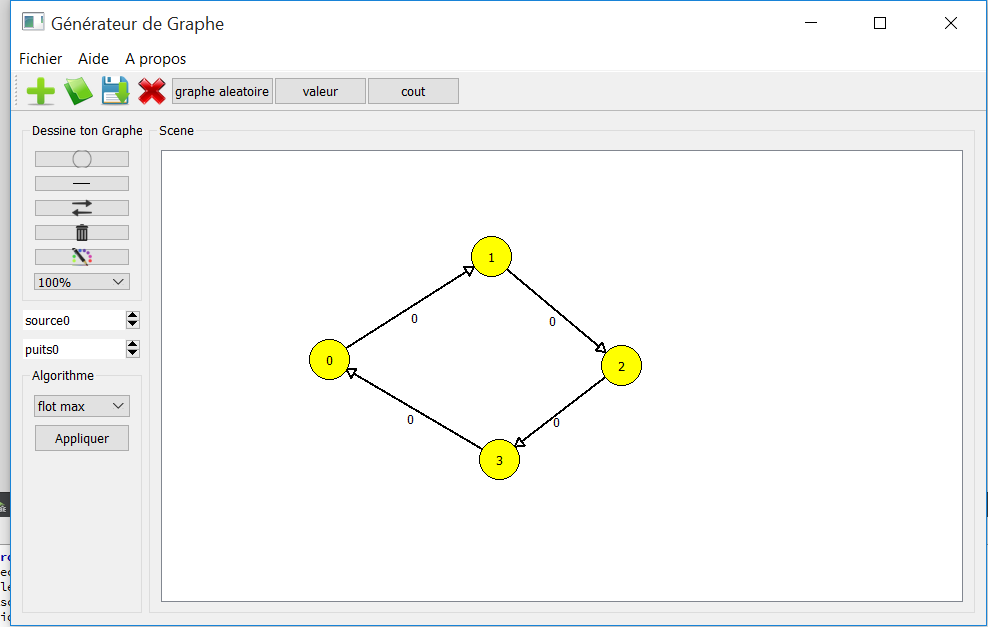 Générateur de Graphe
Fichier Aide A propos
graphe aleatoire valeur cout
Dessine ton Graphe
Scene
100%
source0
puits0
Algorithme
flot max
Appliquer
1
0
0
0
2
0
0
3